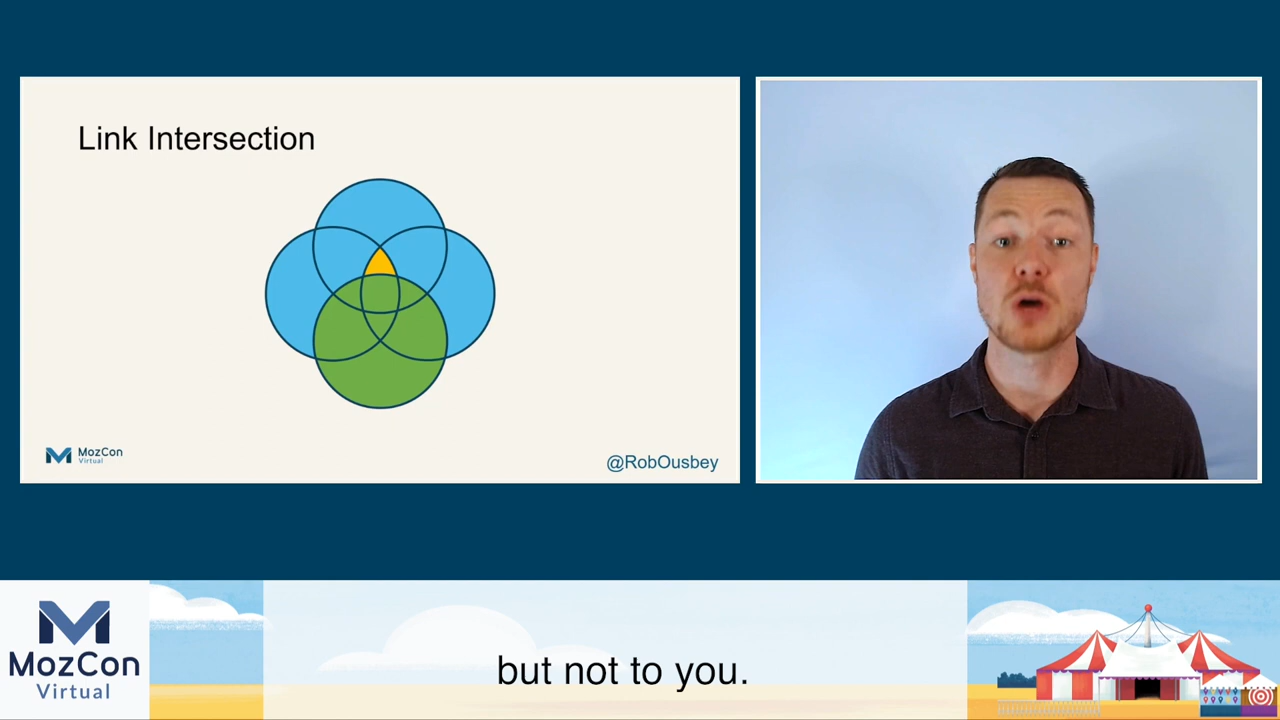 Link Intersection
MozCon
Virtual
@RobOusbey
MozCon
Virtual
but not to you.